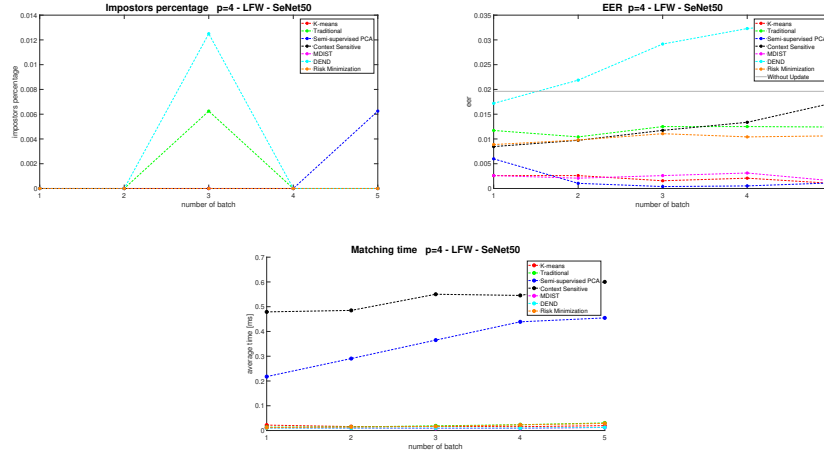 Impostors percentage p=4 - LFW - SeNet50
0.014
0.012
0.01
0.008
0.006
0.004
0.002
0
impostors percentage
1
2
3
4
5
number of batch
K-means
Traditional
Semi-supervised PCA
Context Sensitive
MDIST
DEND
Risk Minimization
EER p=4 - LFW - SeNet50
0.035
0.03
0.025
0.02
0.015
0.01
0.005
0
eer
1
2
3
4
number of batch
K-means
Traditional
Semi-supervised PCA
Context Sensitive
MDIST
DEND
Risk Minimization
Without Update
Matching time p=4 - LFW - SeNet50
0.7
0.6
0.5
0.4
0.3
0.2
0.1
0
average time [ms]
1
2
3
4
5
number of batch
K-means
Traditional
Semi-supervised PCA
Context Sensitive
MDIST
DEND
Risk Minimization